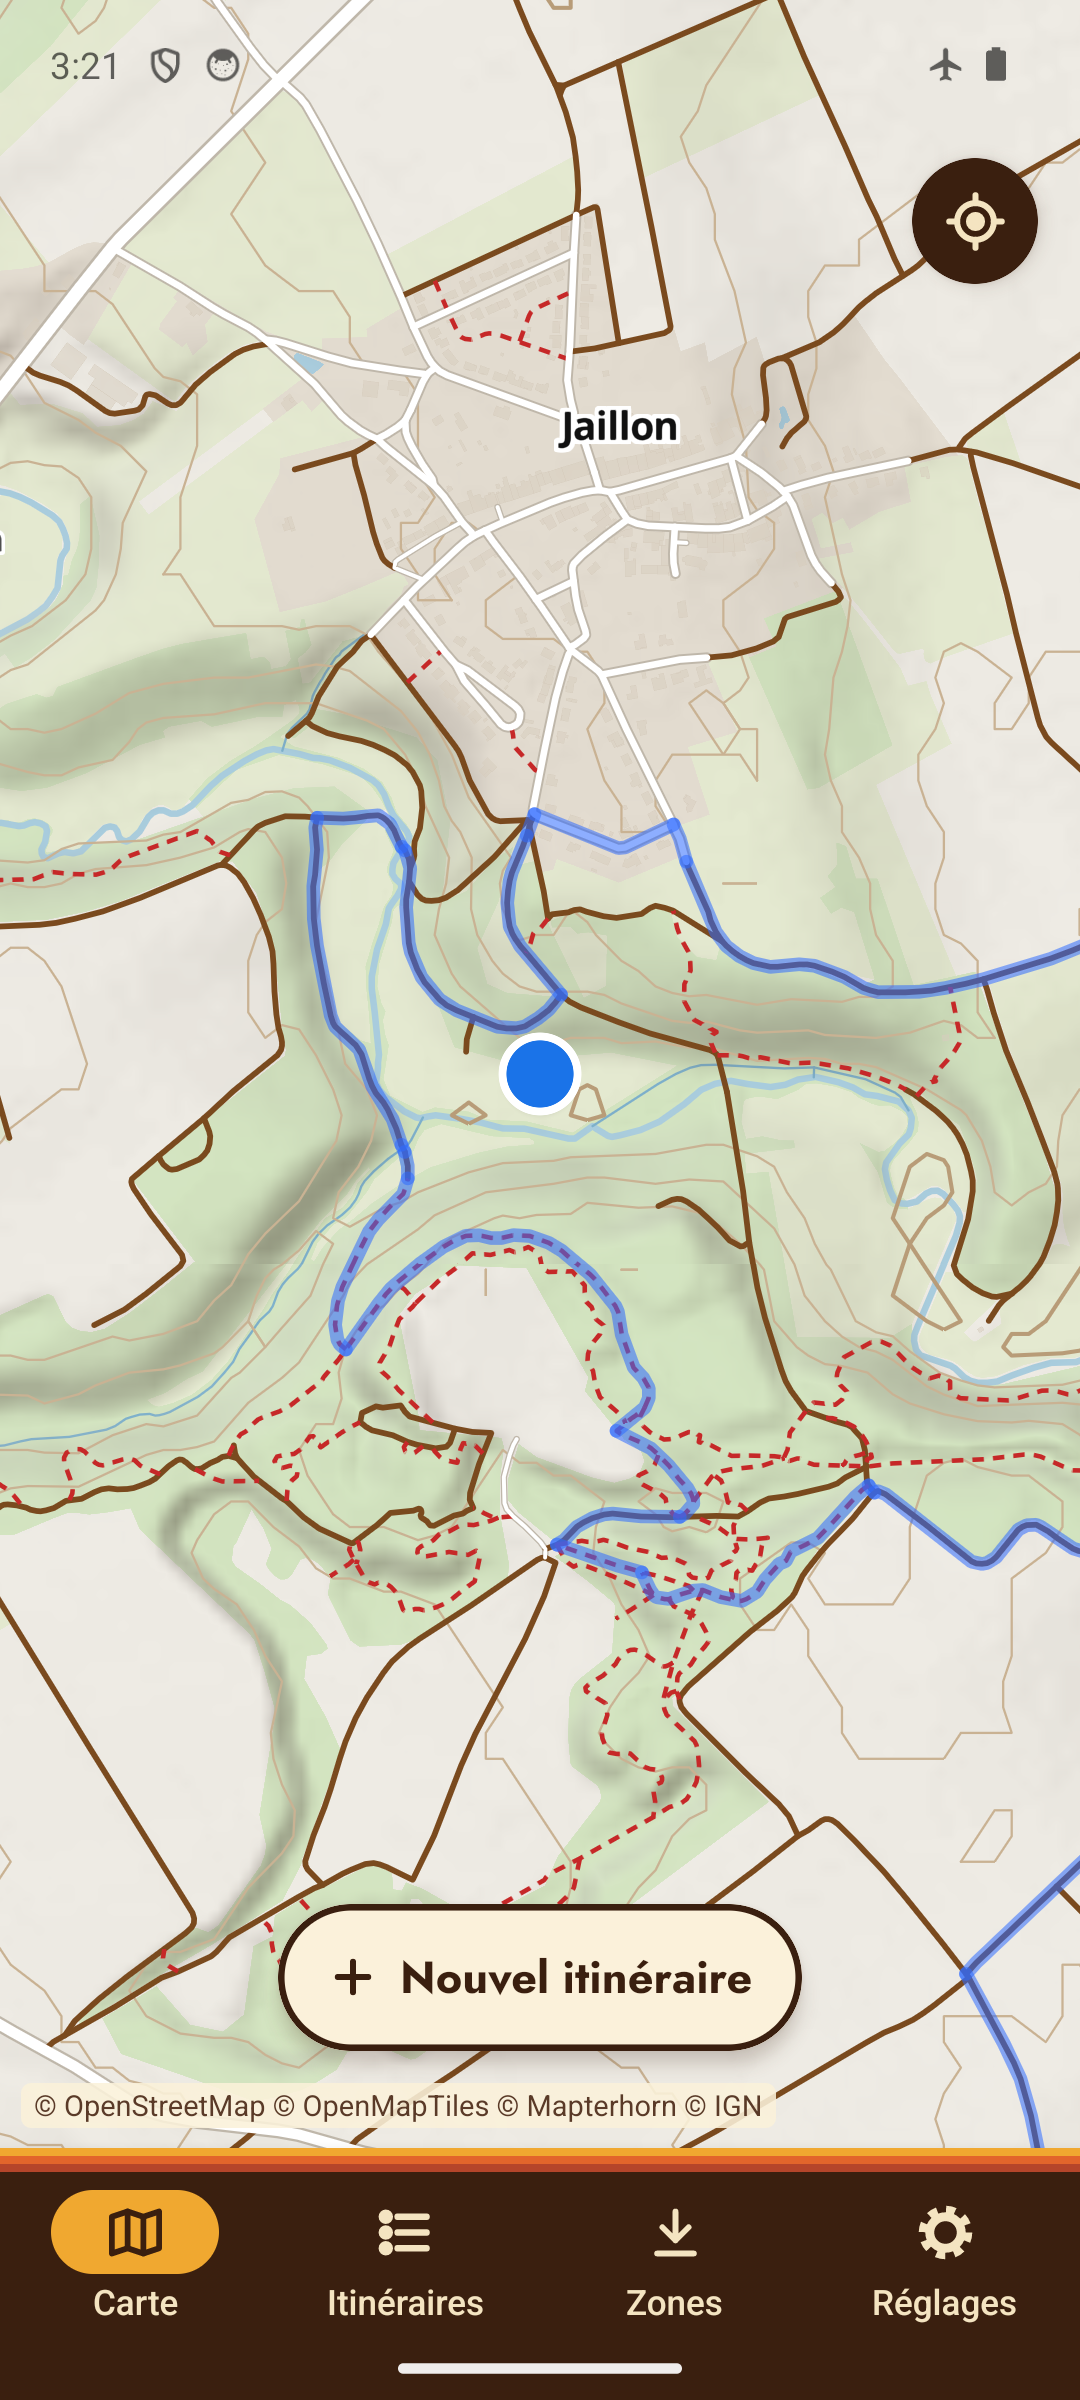 3:21
Jaillon
+ Nouvel itinéraire
© OpenStreetMap © OpenMapTiles © Mapterhorn © IGN
Carte
Itinéraires
Zones
Réglages